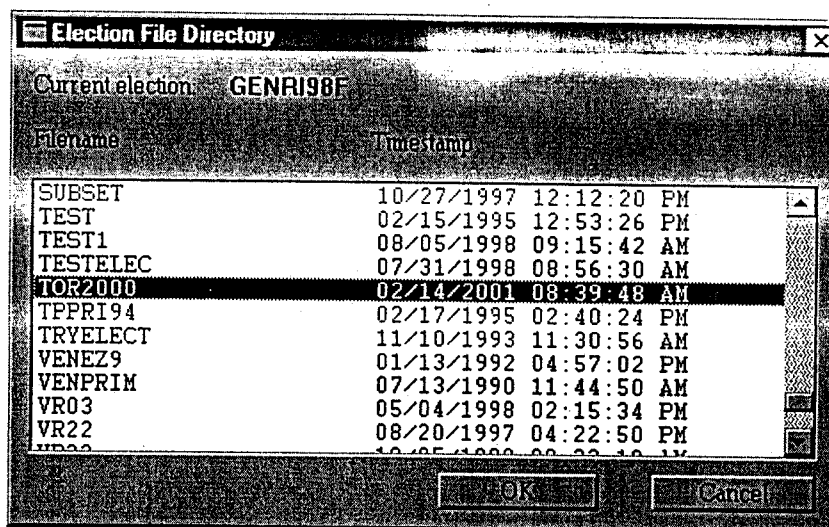 Election File Directory
Current election: GENRI98F
Filename Timestamp
SUBSET 10/27/1997 12:12:20 PM
TEST 02/15/1995 12:53:26 PM
TEST1 08/05/1998 09:15:42 AM
TESTELEC 07/31/1998 08:56:30 AM
TOR2000 02/14/2001 08:39:48 AM
TPPRI94 02/17/1995 02:40:24 PM
TRYELECT 11/10/1993 11:30:56 AM
VENEZ9 01/13/1992 04:57:02 PM
VENPRIM 07/13/1990 11:44:50 AM
VR03 05/04/1998 02:15:34 PM
VR22 08/20/1997 04:22:50 PM
OK Cancel